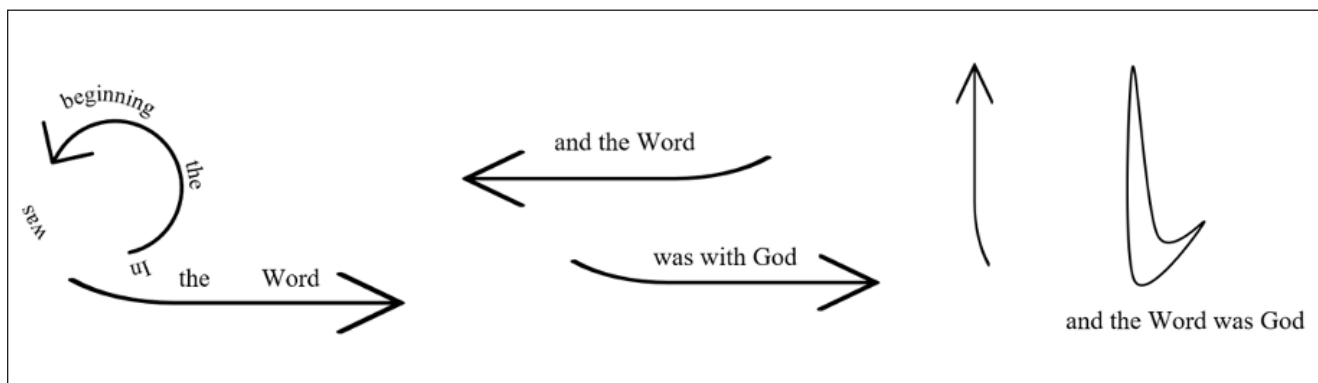 In the beginning was the Word
and the Word
was with God
and the Word was God